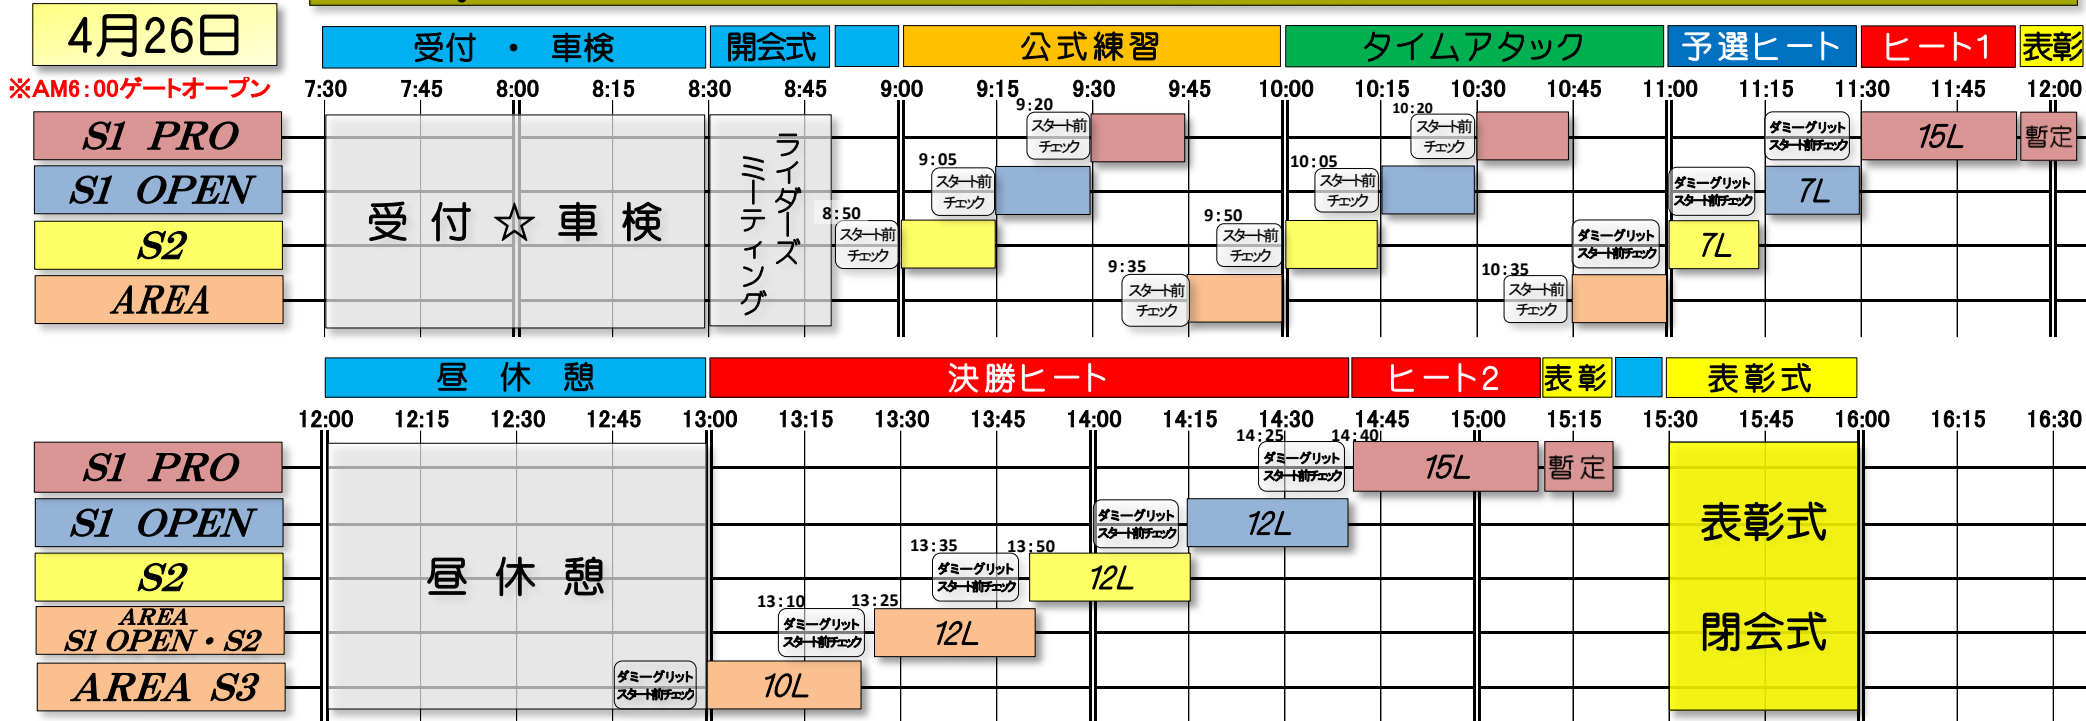 4月26日
受付 ・ 車検
開会式
公式練習
タイムアタック
予選ヒート
ヒート1
表彰
※AM6:00ゲートオープン
7:30 7:45 8:00 8:15 8:30 8:45 9:00 9:15 9:30 9:45 10:00 10:15 10:30 10:45 11:00 11:15 11:30 11:45 12:00
S1 PRO
9:20
スタート前
チェック
10:20
スタート前
チェック
ダミーグリット
スタート前チェック
15L
暫定
S1 OPEN
9:05
スタート前
チェック
10:05
スタート前
チェック
ダミーグリット
スタート前チェック
7L
受付☆車検
ライダーズ
ミーティング
S2
8:50
スタート前
チェック
9:50
スタート前
チェック
ダミーグリット
スタート前チェック
7L
AREA
9:35
スタート前
チェック
10:35
スタート前
チェック
昼 休 憩
決勝ヒート
ヒート2
表彰
表彰式
12:00 12:15 12:30 12:45 13:00 13:15 13:30 13:45 14:00 14:15 14:30 14:45 15:00 15:15 15:30 15:45 16:00 16:15 16:30
S1 PRO
14:25
ダミーグリット
スタート前チェック
14:40
15L
暫定
S1 OPEN
ダミーグリット
スタート前チェック
12L
表彰式
S2
昼 休 憩
13:35
ダミーグリット
スタート前チェック
13:50
12L
AREA
S1 OPEN・S2
13:10
ダミーグリット
スタート前チェック
13:25
12L
閉会式
AREA S3
ダミーグリット
スタート前チェック
10L